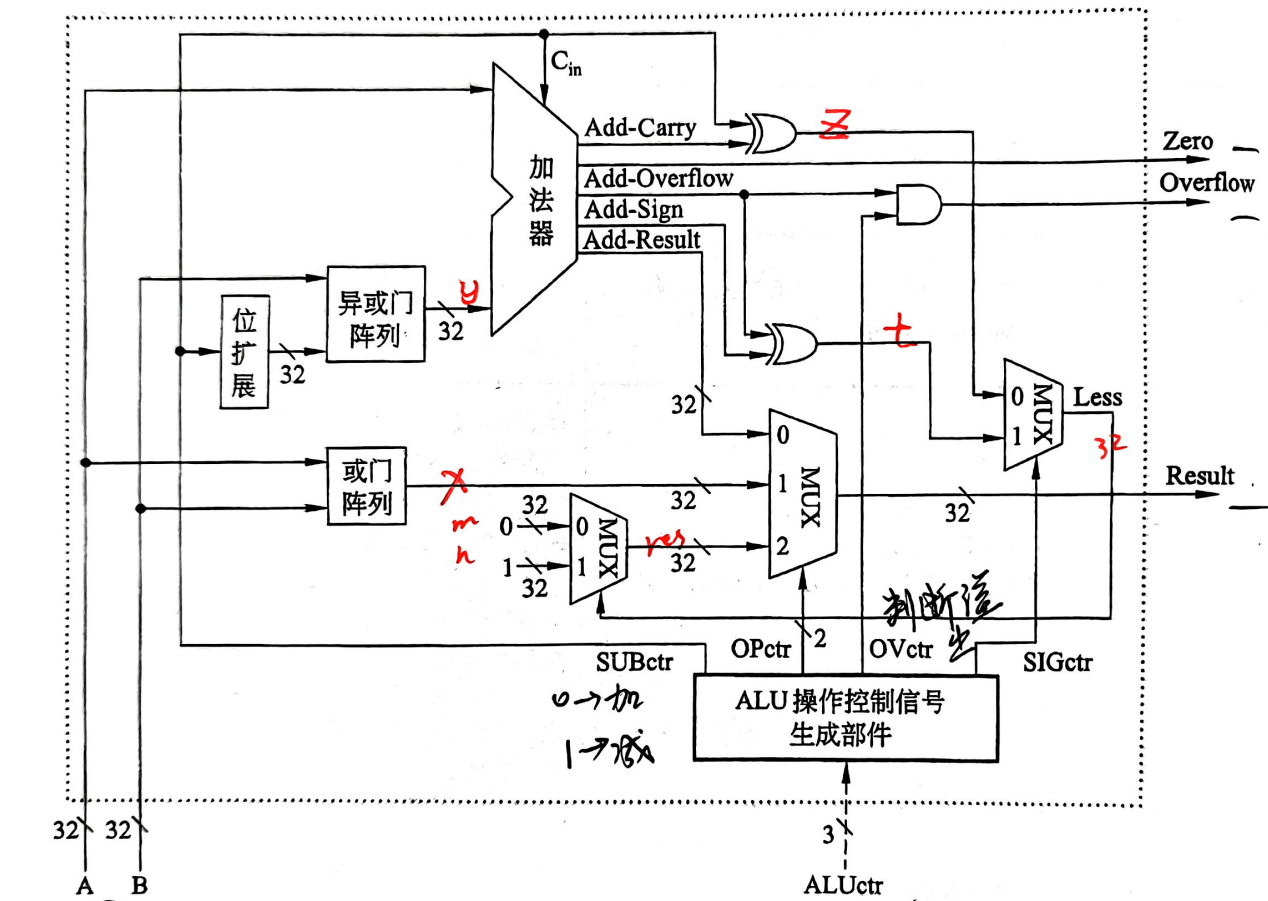 Cin
Add-Carry
Z
Zero
加法器
Add-Overflow
Overflow
Add-Sign
Add-Result
位扩展
32
异或门
阵列
y
32
t
32
0
MUX
Less
1
32
0
或门
阵列
x
32
1
MUX
32
Result
m
0
32
0
MUX
res
32
2
n
1
32
1
判断溢出
SUBctr
OPctr
2
OVctr
SIGctr
0→加
1→减
ALU操作控制信号
生成部件
32
32
3
A
B
ALUctr